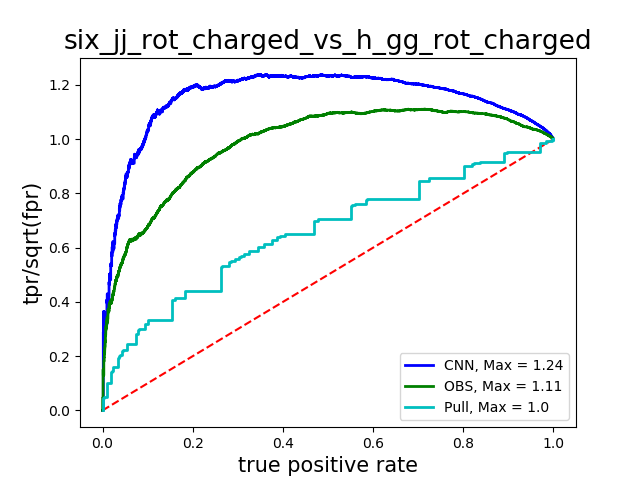 six_jj_rot_charged_vs_h_gg_rot_charged
tpr/sqrt(fpr)
1.2
1.0
0.8
0.6
0.4
0.2
0.0
CNN, Max = 1.24
OBS, Max = 1.11
Pull, Max = 1.0
0.0 0.2 0.4 0.6 0.8 1.0
true positive rate